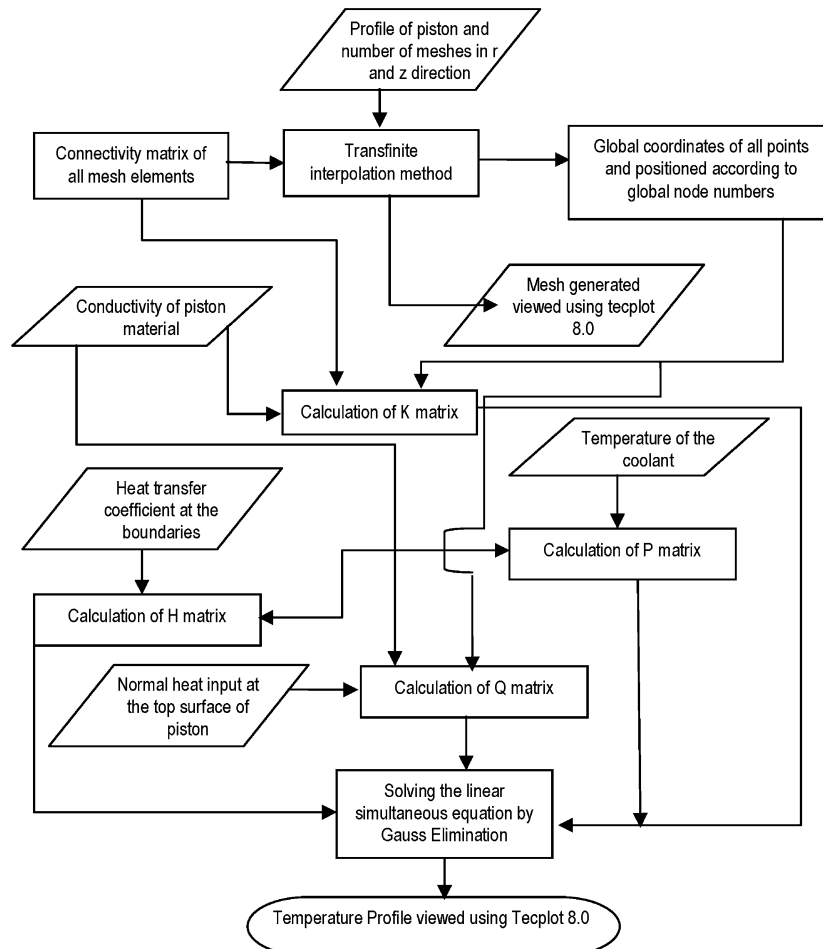 Profile of piston and
number of meshes in r
and z direction
Connectivity matrix of
all mesh elements
Transfinite
interpolation method
Global coordinates of all points
and positioned according to
global node numbers
Conductivity of piston
material
Mesh generated
viewed using tecplot
8.0
Calculation of K matrix
Temperature of the
coolant
Heat transfer
coefficient at the
boundaries
Calculation of P matrix
Calculation of H matrix
Normal heat input at
the top surface of
piston
Calculation of Q matrix
Solving the linear
simultaneous equation by
Gauss Elimination
Temperature Profile viewed using Tecplot 8.0